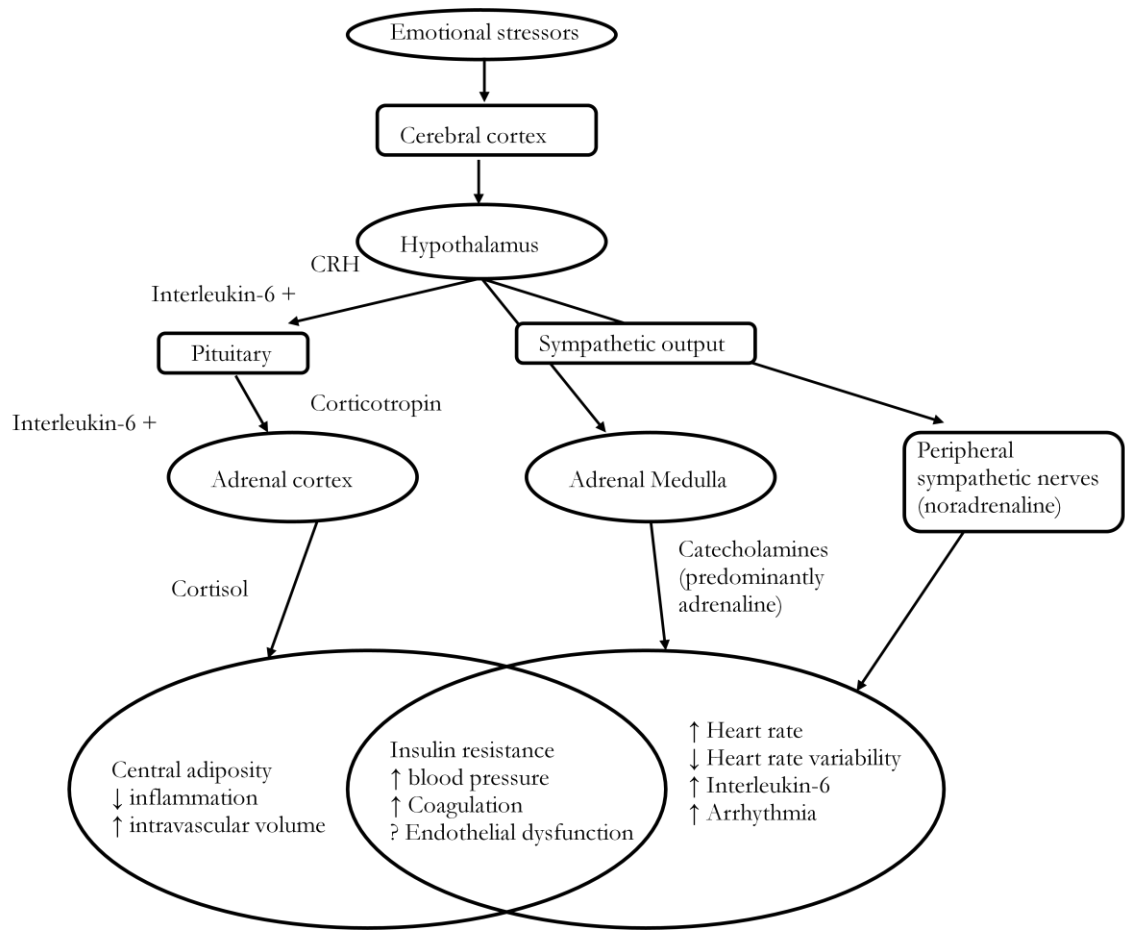 Emotional stressors
Cerebral cortex
Hypothalamus
CRH
Interleukin-6 +
Pituitary
Sympathetic output
Corticotropin
Interleukin-6 +
Adrenal cortex
Adrenal Medulla
Peripheral
sympathetic nerves
(noradrenaline)
Cortisol
Catecholamines
(predominantly
adrenaline)
Central adiposity
↓ inflammation
↑ intravascular volume
Insulin resistance
↑ blood pressure
↑ Coagulation
? Endothelial dysfunction
↑ Heart rate
↓ Heart rate variability
↑ Interleukin-6
↑ Arrhythmia